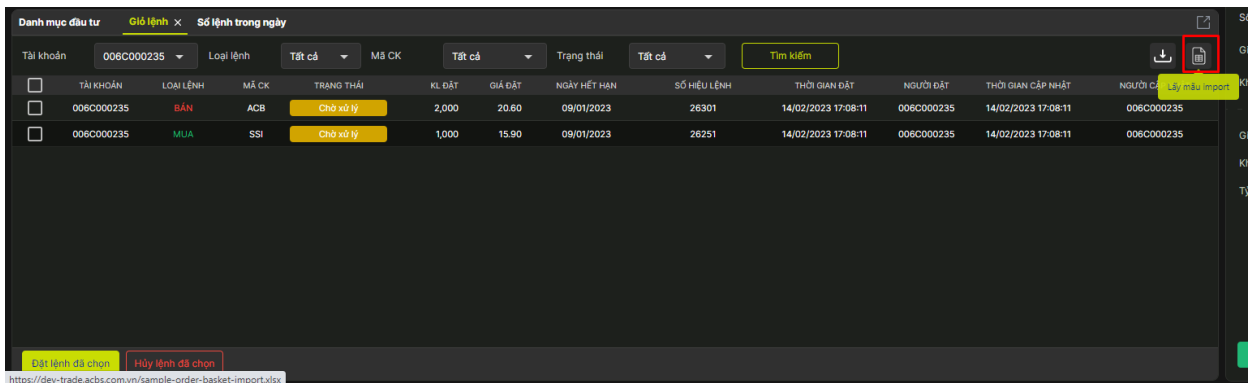 Danh mục đầu tư Giỏ lệnh × Sổ lệnh trong ngày
Tài khoản 006C000235 Loại lệnh Tất cả Mã CK Tất cả Trạng thái Tất cả Tìm kiếm
TÀI KHOẢN LOẠI LỆNH MÃ CK TRẠNG THÁI KL ĐẶT GIÁ ĐẶT NGÀY HẾT HẠN SỐ HIỆU LỆNH THỜI GIAN ĐẶT NGƯỜI ĐẶT THỜI GIAN CẬP NHẬT NGƯỜI Lấy mẫu import
006C000235 BÁN ACB Chờ xử lý 2,000 20.60 09/01/2023 26301 14/02/2023 17:08:11 006C000235 14/02/2023 17:08:11 006C000235
006C000235 MUA SSI Chờ xử lý 1,000 15.90 09/01/2023 26251 14/02/2023 17:08:11 006C000235 14/02/2023 17:08:11 006C000235
Đặt lệnh đã chọn Hủy lệnh đã chọn
https://dev-trade.acbs.com.vn/sample-order-basket-import.xlsx